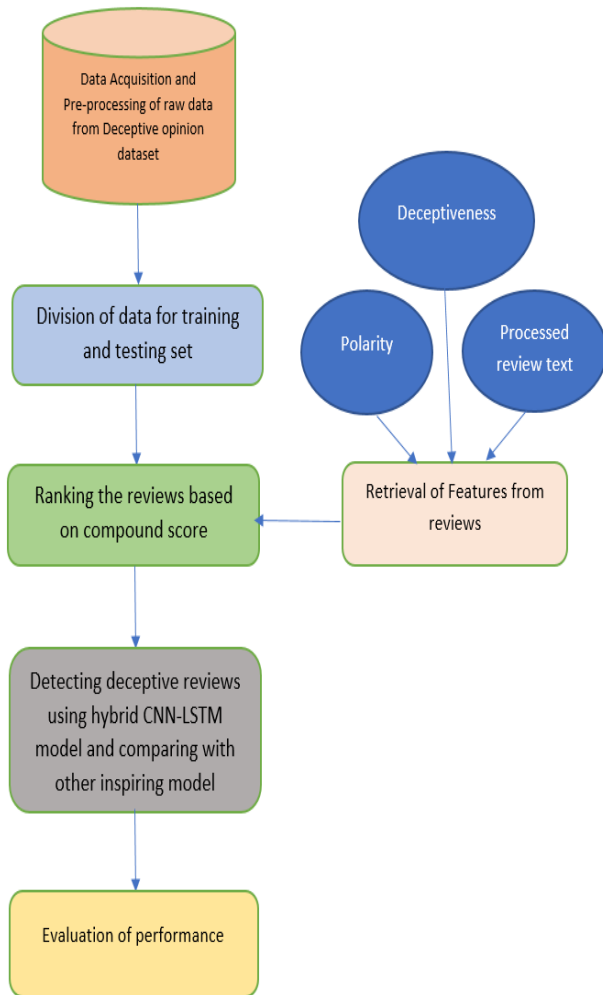 Data Acquisition and
Pre-processing of raw data
from Deceptive opinion
dataset
Deceptiveness
Division of data for training
and testing set
Polarity
Processed
review text
Ranking the reviews based
on compound score
Retrieval of Features from
reviews
Detecting deceptive reviews
using hybrid CNN-LSTM
model and comparing with
other inspiring model
Evaluation of performance